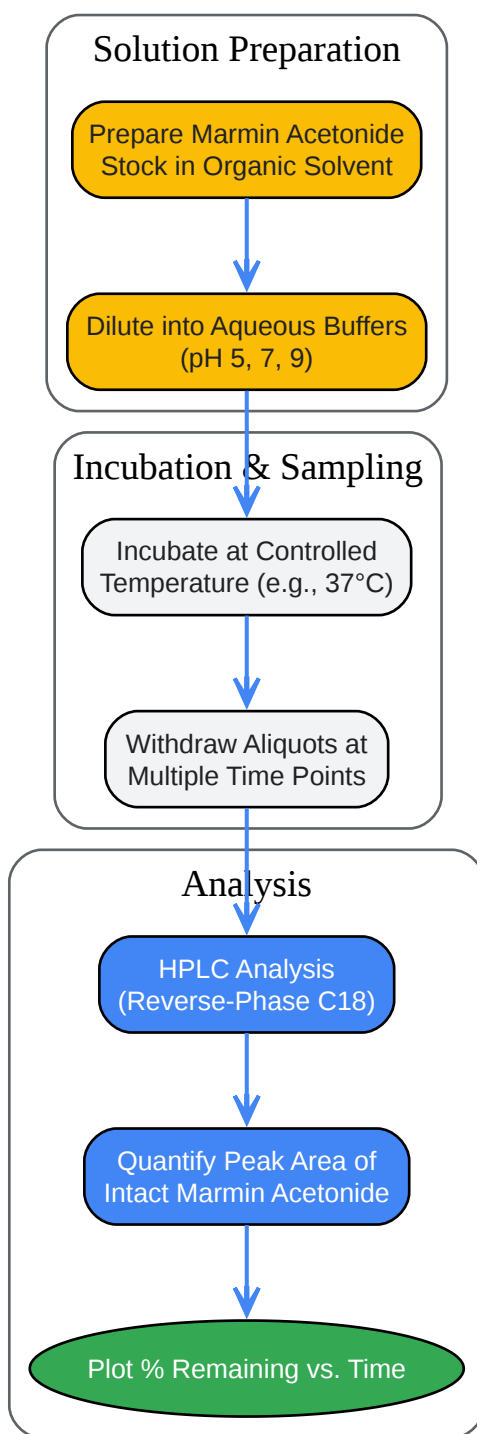 Solution Preparation
Prepare Marmin Acetonide
Stock in Organic Solvent
Dilute into Aqueous Buffers
(pH 5, 7, 9)
Incubation & Sampling
Incubate at Controlled
Temperature (e.g., 37°C)
Withdraw Aliquots at
Multiple Time Points
Analysis
HPLC Analysis
(Reverse-Phase C18)
Quantify Peak Area of
Intact Marmin Acetonide
Plot % Remaining vs. Time